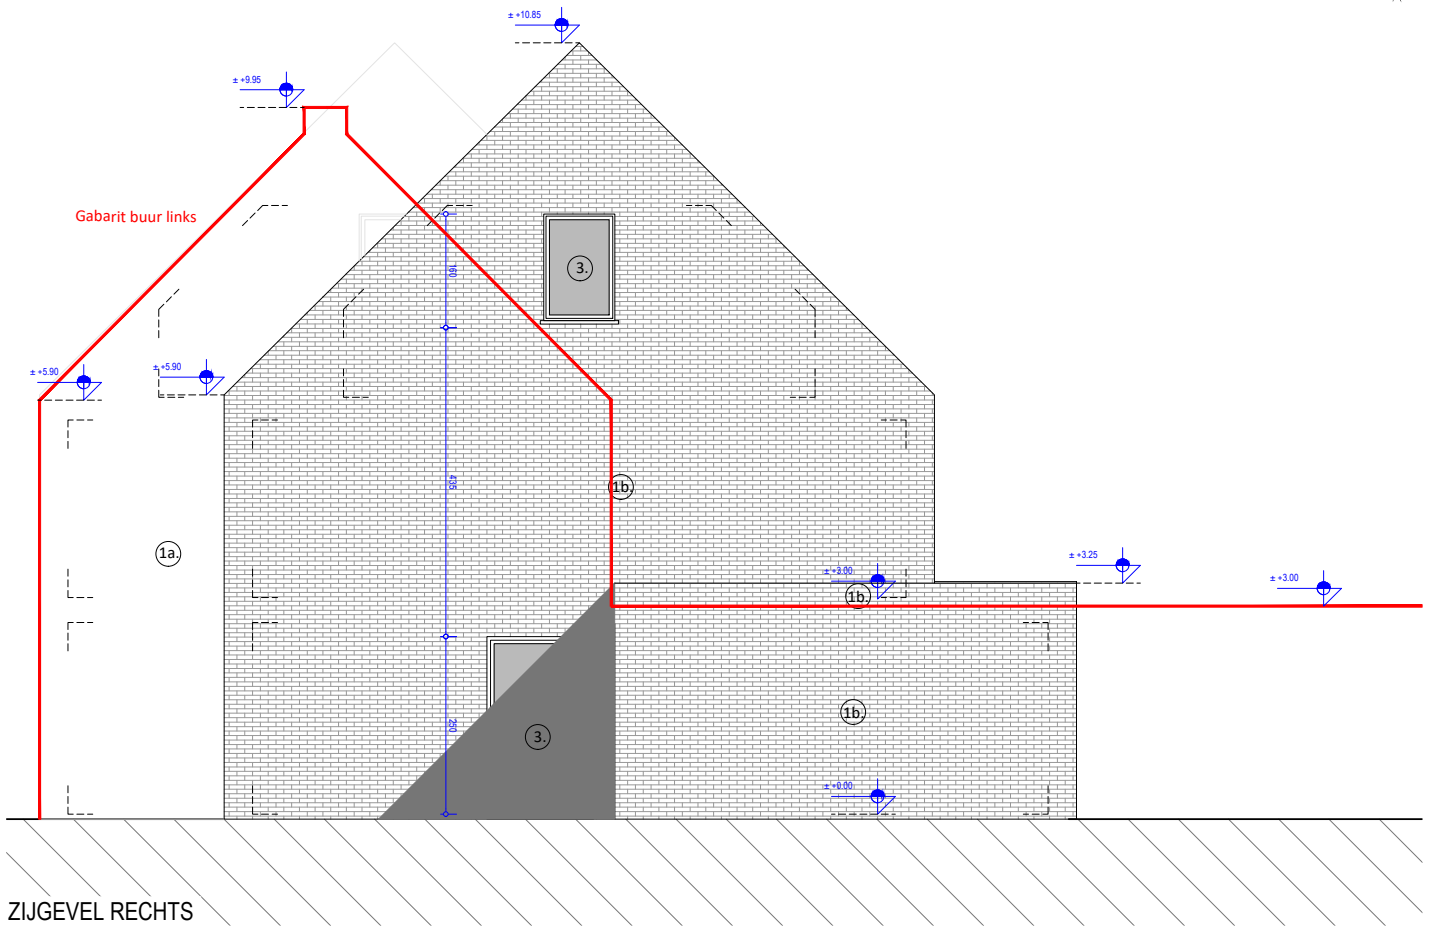 ± +10.85
± +9.95
Gabarit buur links
160
3.
± +5.90
± +5.90
435
1b.
1a.
± +3.25
± +3.00
± +3.00
1b.
1b.
250
3.
± +0.00
ZIJGEVEL RECHTS